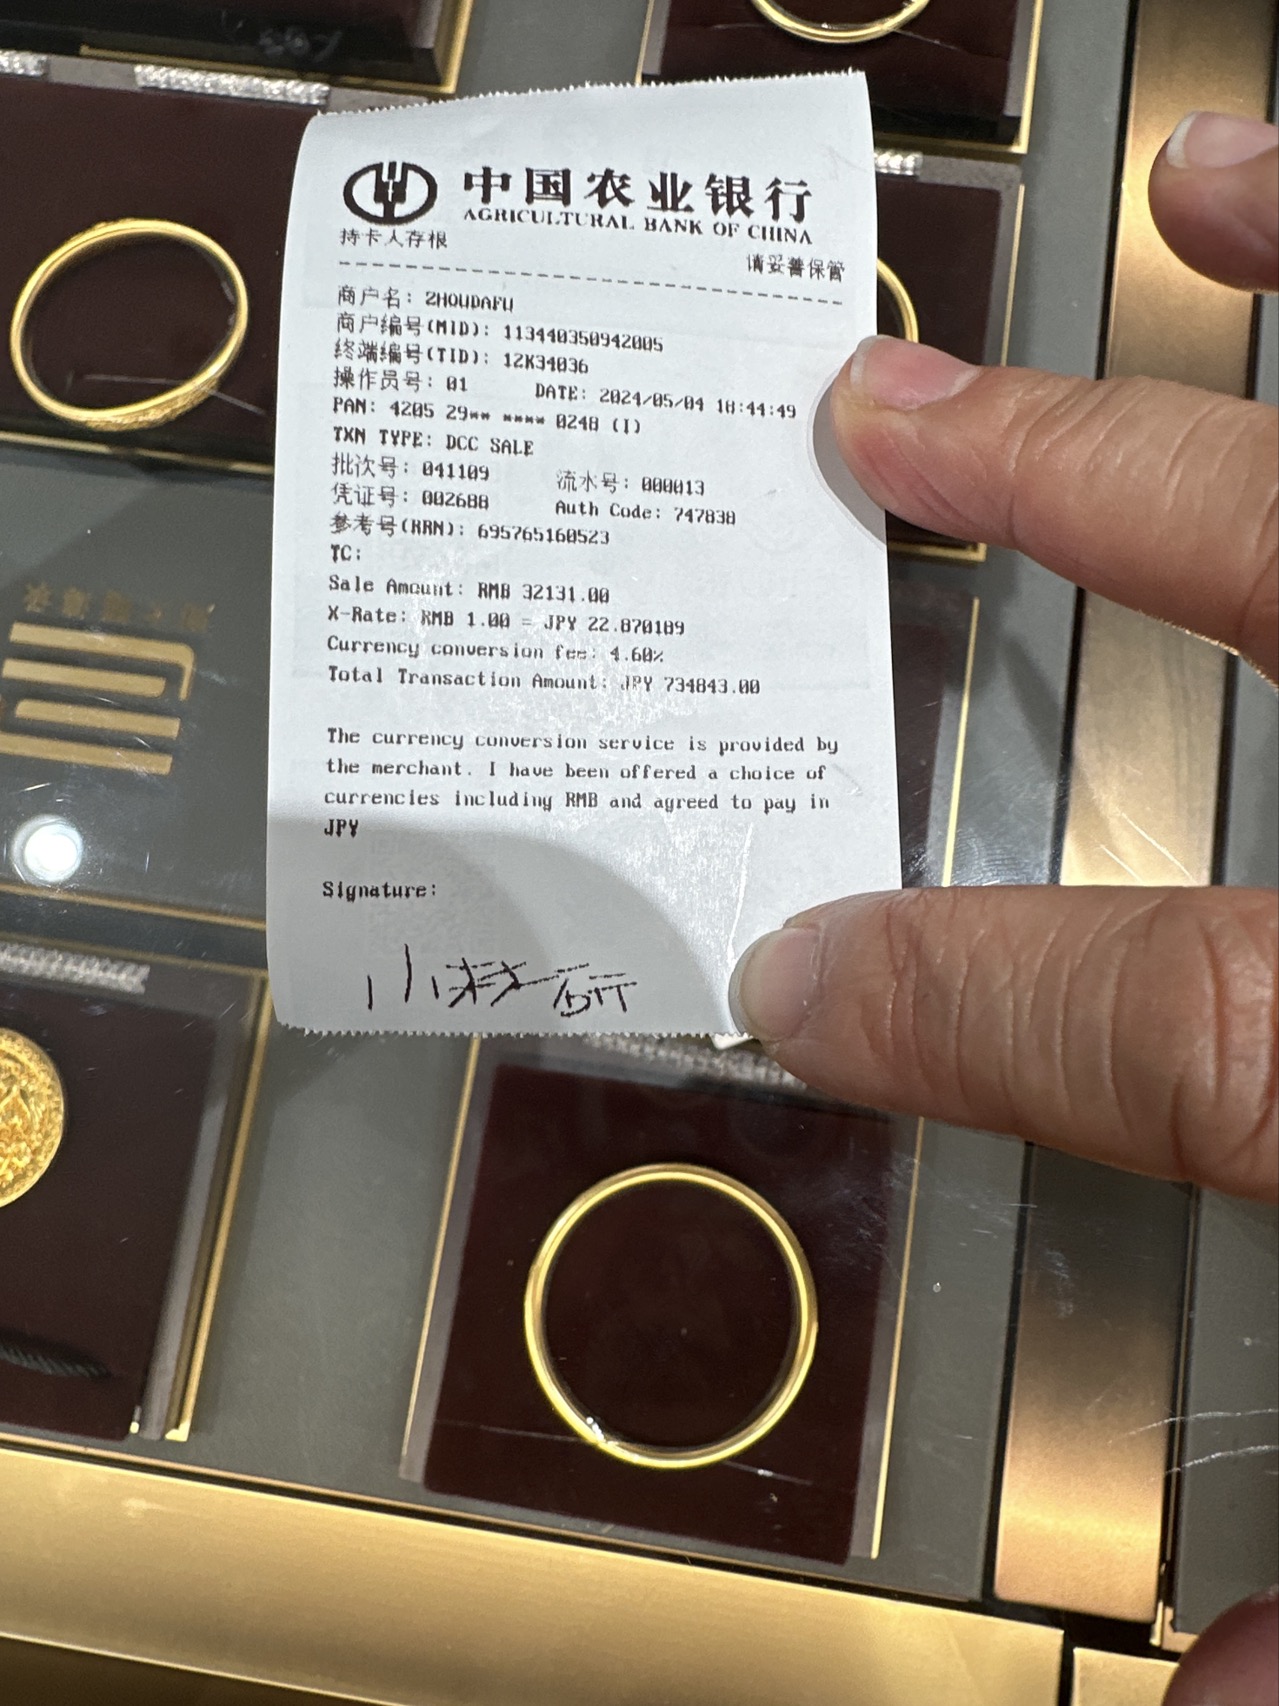 中国农业银行
AGRICULTURAL BANK OF CHINA
持卡人存根
请妥善保管
商户名: ZHOUDAFU
商户编号(MID): 113440350942005
终端编号(TID): 12K34036
操作员号: 01 DATE: 2024/05/04 18:44:49
PAN: 4205 29** **** 0248 (I)
TXN TYPE: DCC SALE
批次号: 041109 流水号: 000013
凭证号: 002688 Auth Code: 747838
参考号(RRN): 695765160523
TC:
Sale Amount: RMB 32131.00
X-Rate: RMB 1.00 = JPY 22.870189
Currency conversion fee: 4.60%
Total Transaction Amount: JPY 734843.00
The currency conversion service is provided by
the merchant. I have been offered a choice of
currencies including RMB and agreed to pay in
JPY
Signature: